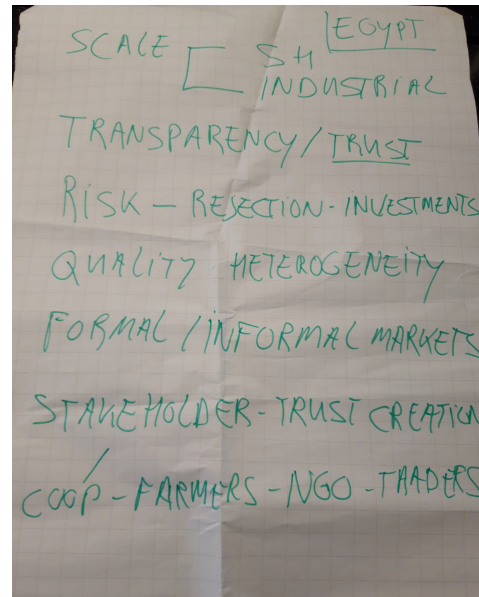 EGYPT
SCALE SH
INDUSTRIAL
TRANSPARENCY/TRUST
RISK – REJECTION - INVESTMENTS
QUALITY HETEROGENEITY
FORMAL / INFORMAL MARKETS
STAKEHOLDER - TRUST CREATION
COOP - FARMERS - NGO - TRADERS